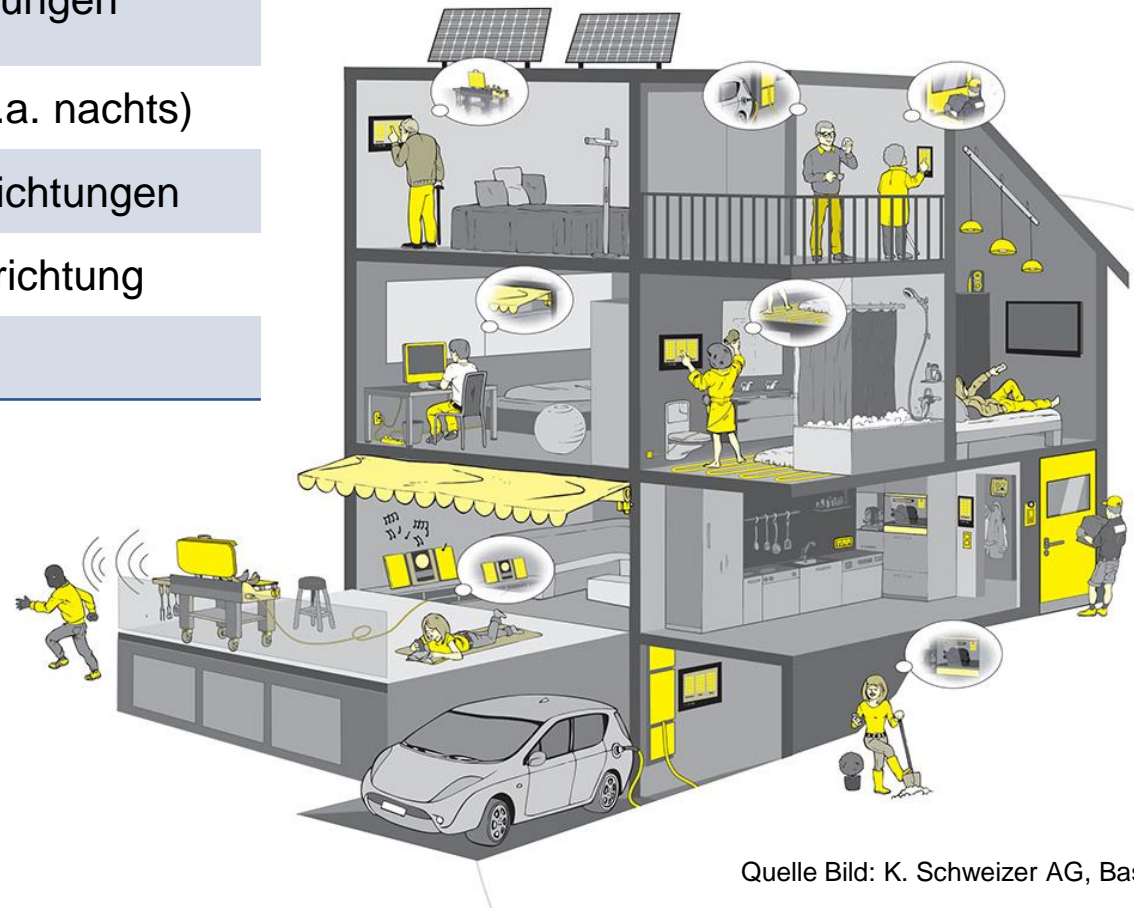 ungen
.a. nachts)
ichtungen
richtung
Quelle Bild: K. Schweizer AG, Bas